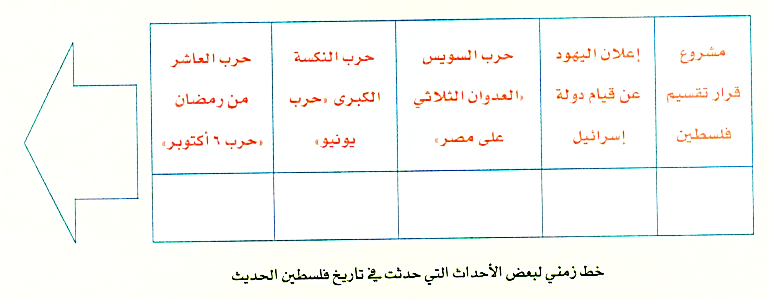 مشروع
قرار تقسيم
فلسطين
إعلان اليهود
عن قيام دولة
إسرائيل
حرب السويس
«العدوان الثلاثي
على مصر»
حرب النكسة
الكبرى «حرب
يونيو»
حرب العاشر
من رمضان
«حرب ٦ أكتوبر»
خط زمني لبعض الأحداث التي حدثت في تاريخ فلسطين الحديث